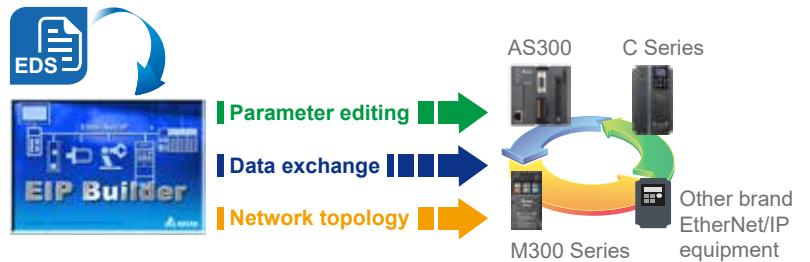 EDS
EIP Builder
Parameter editing
Data exchange
Network topology
AS300
C Series
M300 Series
Other brand
EtherNet/IP
equipment